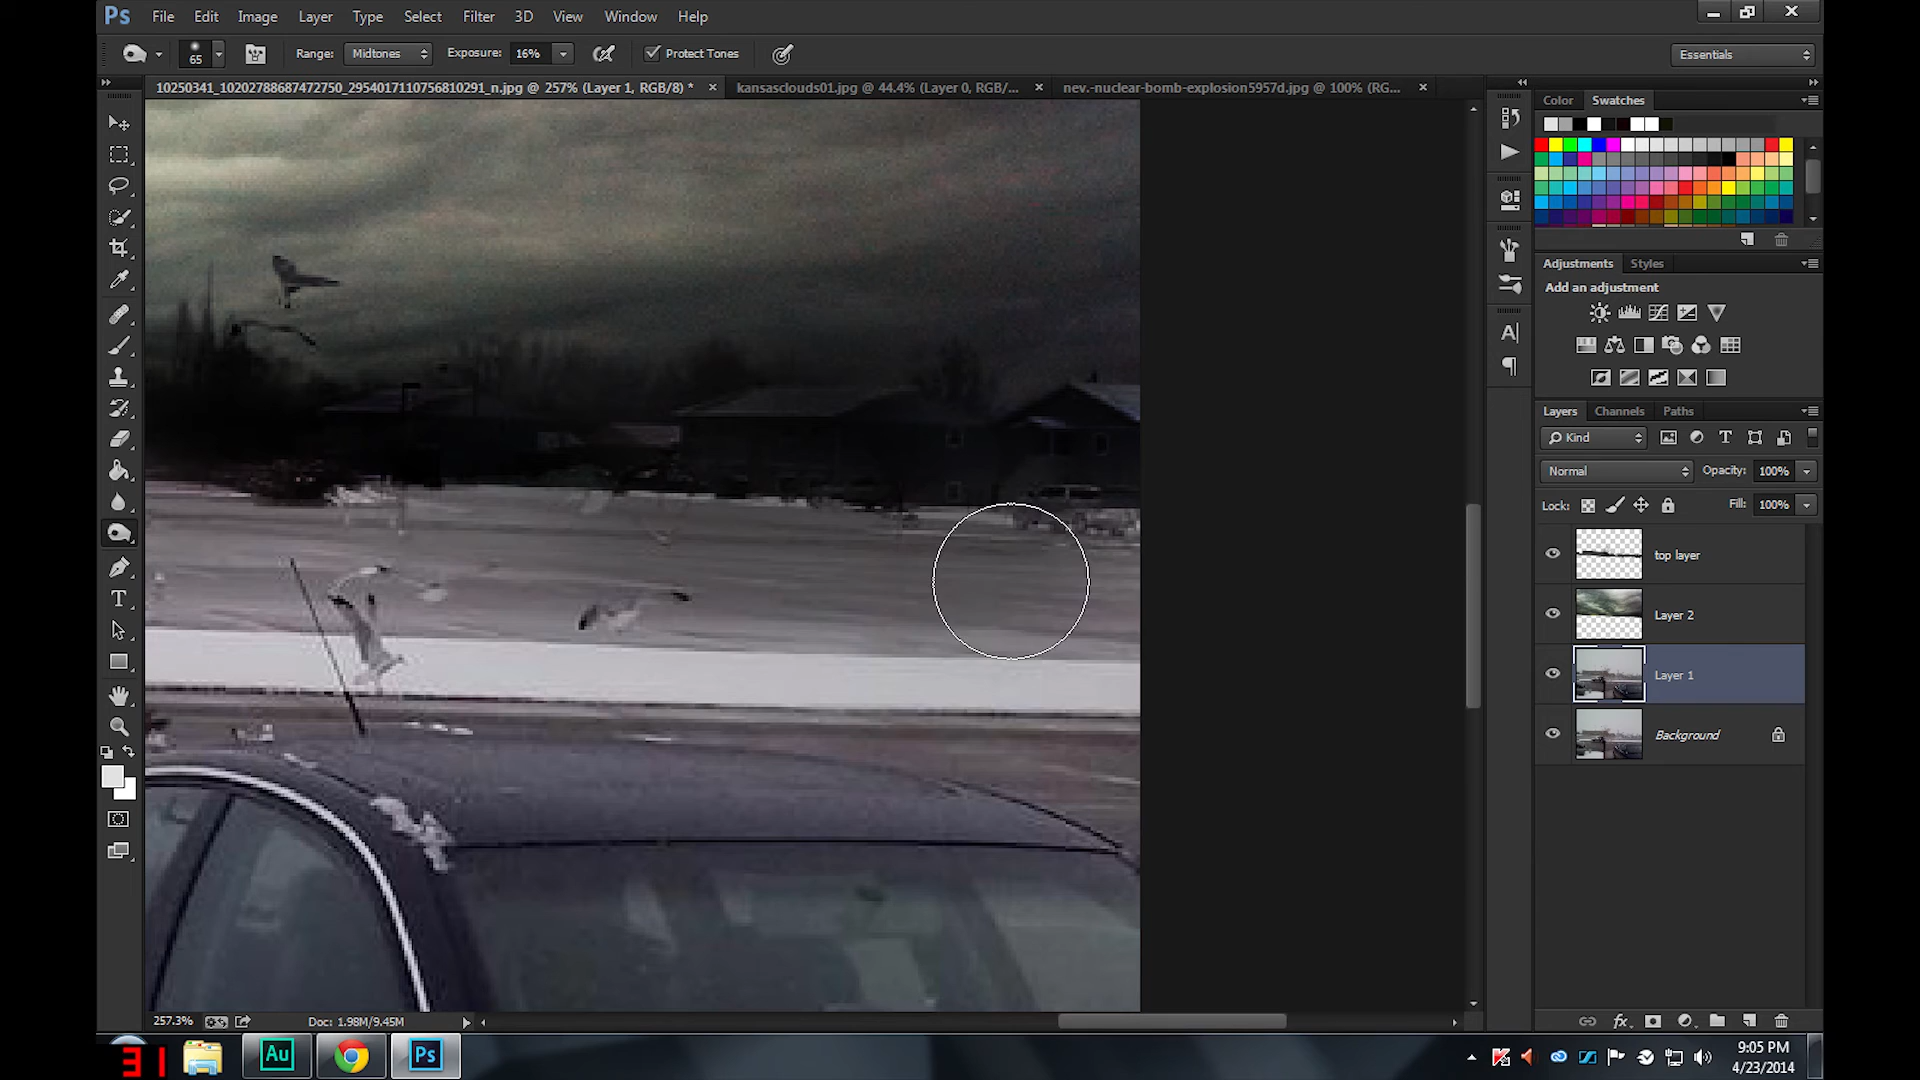 Ps File Edit Image Layer Type Select Filter 3D View Window Help
65 Range: Midtones Exposure: 16% Protect Tones Essentials
10250341_10202788687472750_2954017110756810291_n.jpg @ 257% (Layer 1, RGB/8) * kansasclouds01.jpg @ 44.4% (Layer 0, RGB/... nev.-nuclear-bomb-explosion5957d.jpg @ 100% (RG...
Color Swatches
Adjustments Styles
Add an adjustment
Layers Channels Paths
Kind
Normal Opacity: 100%
Lock: Fill: 100%
top layer
Layer 2
Layer 1
Background
257.3% Doc: 1.98M/9.45M
31 Au Ps
9:05 PM
4/23/2014